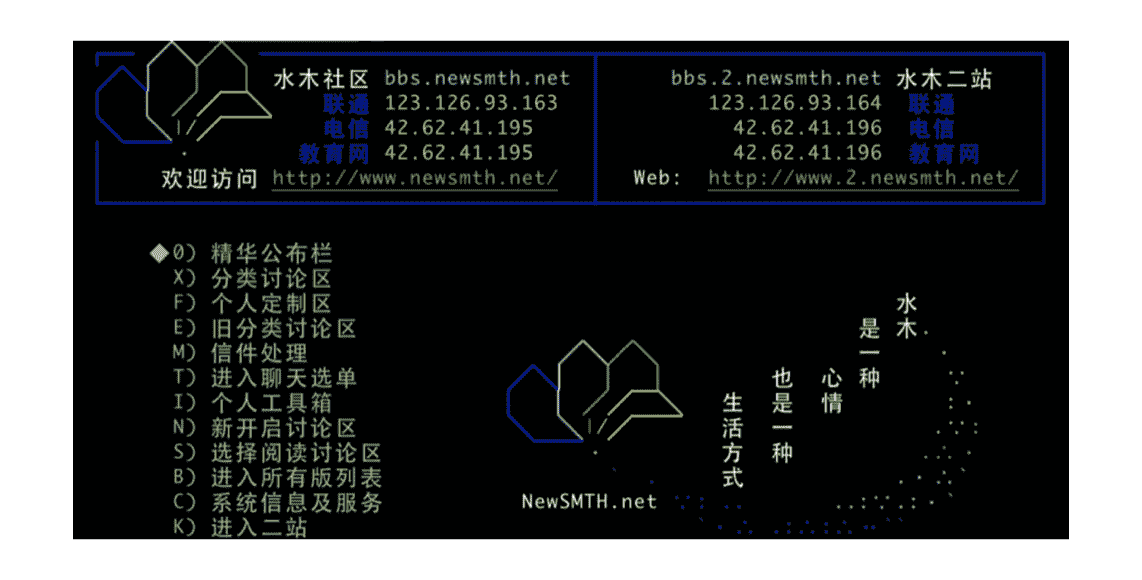 水木社区 bbs.newsmth.net
联通 123.126.93.163
电信 42.62.41.195
教育网 42.62.41.195
欢迎访问 http://www.newsmth.net/
bbs.2.newsmth.net 水木二站
123.126.93.164 联通
42.62.41.196 电信
42.62.41.196 教育网
Web: http://www.2.newsmth.net/
◆0) 精华公布栏
X) 分类讨论区
F) 个人定制区
E) 旧分类讨论区
M) 信件处理
T) 进入聊天选单
I) 个人工具箱
N) 新开启讨论区
S) 选择阅读讨论区
B) 进入所有版列表
C) 系统信息及服务
K) 进入二站
水木
是一种
心情
也是一种
生活方式
NewSMTH.net